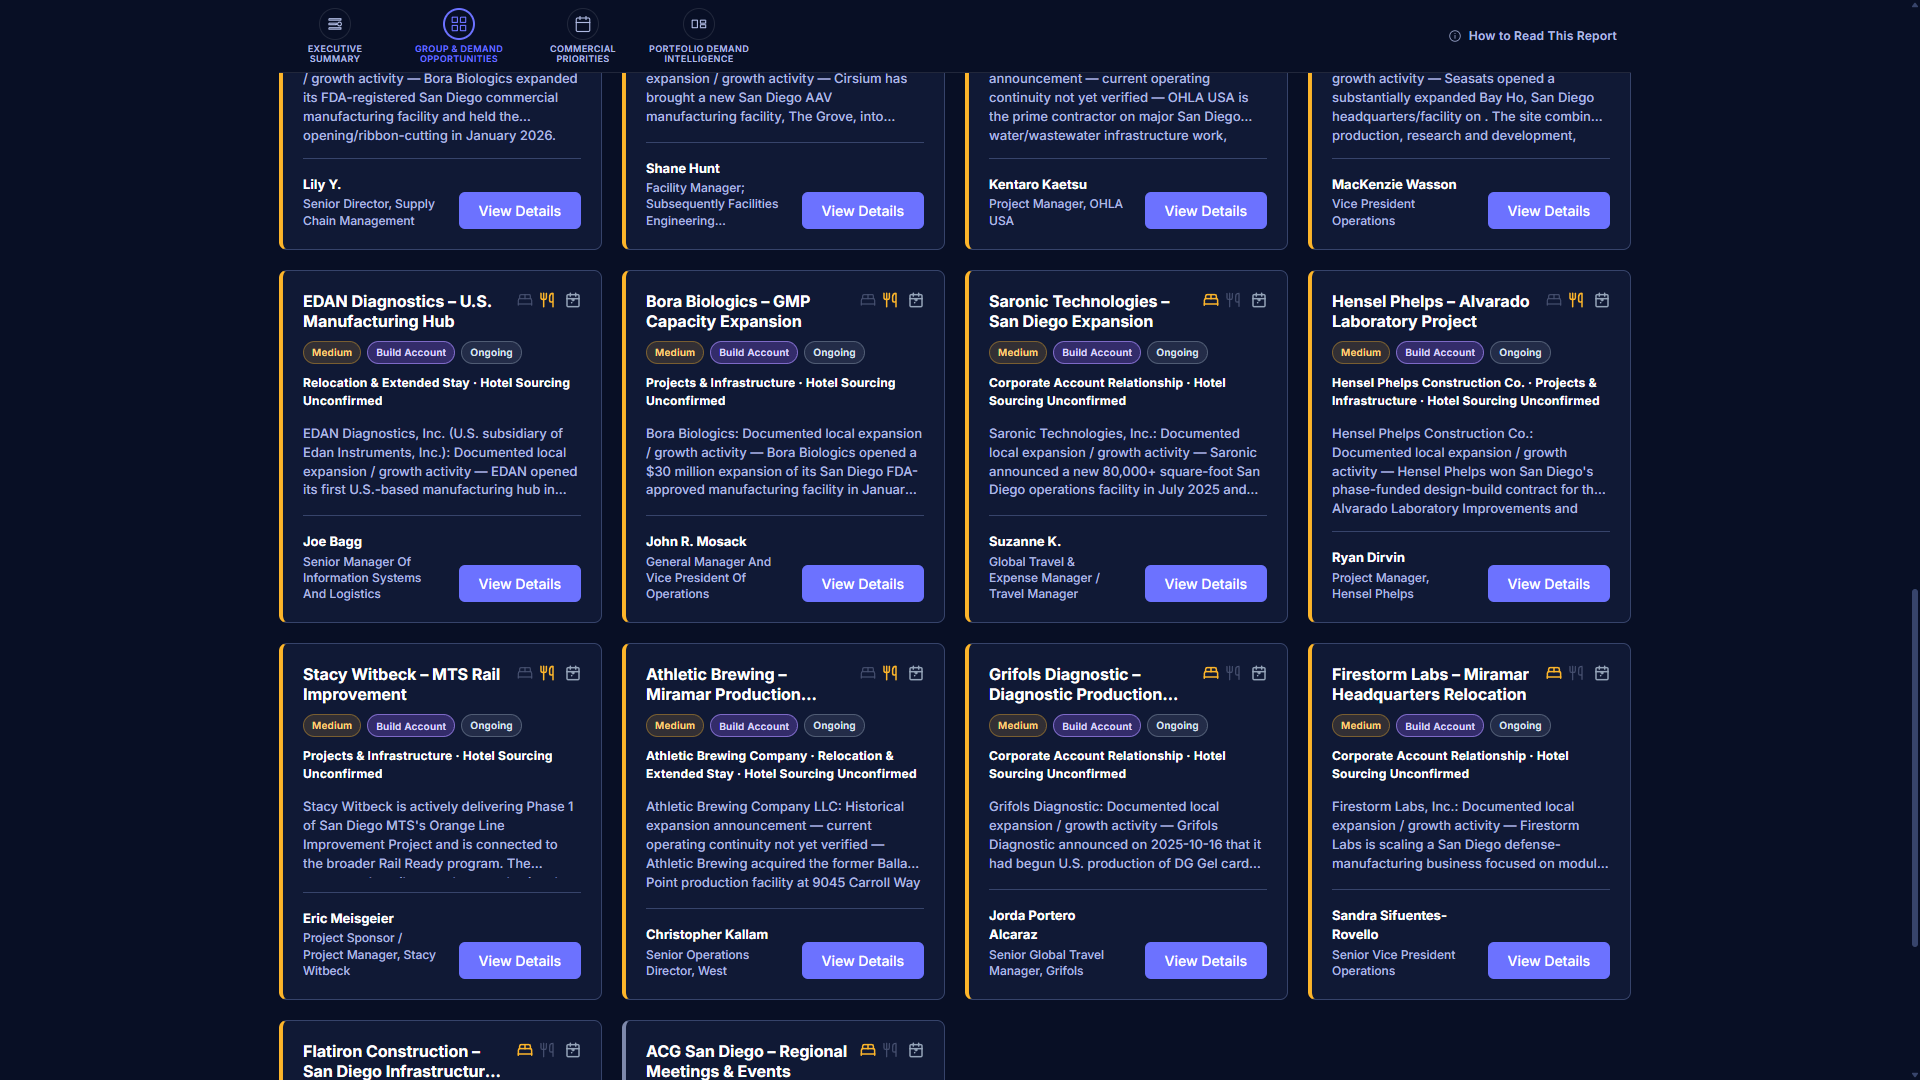 EXECUTIVE
SUMMARY
GROUP & DEMAND
OPPORTUNITIES
COMMERCIAL
PRIORITIES
PORTFOLIO DEMAND
INTELLIGENCE
How to Read This Report
/ growth activity — Bora Biologics expanded
its FDA-registered San Diego commercial
manufacturing facility and held the...
opening/ribbon-cutting in January 2026.
Lily Y.
Senior Director, Supply
Chain Management
View Details
expansion / growth activity — Cirsium has
brought a new San Diego AAV
manufacturing facility, The Grove, into...
Shane Hunt
Facility Manager;
Subsequently Facilities
Engineering...
View Details
announcement — current operating
continuity not yet verified — OHLA USA is
the prime contractor on major San Diego...
water/wastewater infrastructure work,
Kentaro Kaetsu
Project Manager, OHLA
USA
View Details
growth activity — Seasats opened a
substantially expanded Bay Ho, San Diego
headquarters/facility on . The site combin...
production, research and development,
MacKenzie Wasson
Vice President
Operations
View Details
EDAN Diagnostics – U.S.
Manufacturing Hub
Medium
Build Account
Ongoing
Relocation & Extended Stay · Hotel Sourcing
Unconfirmed
EDAN Diagnostics, Inc. (U.S. subsidiary of
Edan Instruments, Inc.): Documented local
expansion / growth activity — EDAN opened
its first U.S.-based manufacturing hub in...
Joe Bagg
Senior Manager Of
Information Systems
And Logistics
View Details
Bora Biologics – GMP
Capacity Expansion
Medium
Build Account
Ongoing
Projects & Infrastructure · Hotel Sourcing
Unconfirmed
Bora Biologics: Documented local expansion
/ growth activity — Bora Biologics opened a
$30 million expansion of its San Diego FDA-
approved manufacturing facility in Januar...
John R. Mosack
General Manager And
Vice President Of
Operations
View Details
Saronic Technologies –
San Diego Expansion
Medium
Build Account
Ongoing
Corporate Account Relationship · Hotel
Sourcing Unconfirmed
Saronic Technologies, Inc.: Documented
local expansion / growth activity — Saronic
announced a new 80,000+ square-foot San
Diego operations facility in July 2025 and...
Suzanne K.
Global Travel &
Expense Manager /
Travel Manager
View Details
Hensel Phelps – Alvarado
Laboratory Project
Medium
Build Account
Ongoing
Hensel Phelps Construction Co. · Projects &
Infrastructure · Hotel Sourcing Unconfirmed
Hensel Phelps Construction Co.:
Documented local expansion / growth
activity — Hensel Phelps won San Diego's
phase-funded design-build contract for th...
Alvarado Laboratory Improvements and
Ryan Dirvin
Project Manager,
Hensel Phelps
View Details
Stacy Witbeck – MTS Rail
Improvement
Medium
Build Account
Ongoing
Projects & Infrastructure · Hotel Sourcing
Unconfirmed
Stacy Witbeck is actively delivering Phase 1
of San Diego MTS's Orange Line
Improvement Project and is connected to
the broader Rail Ready program. The...
Eric Meisgeier
Project Sponsor /
Project Manager, Stacy
Witbeck
View Details
Athletic Brewing –
Miramar Production...
Medium
Build Account
Ongoing
Athletic Brewing Company · Relocation &
Extended Stay · Hotel Sourcing Unconfirmed
Athletic Brewing Company LLC: Historical
expansion announcement — current
operating continuity not yet verified —
Athletic Brewing acquired the former Balla...
Point production facility at 9045 Carroll Way
Christopher Kallam
Senior Operations
Director, West
View Details
Grifols Diagnostic –
Diagnostic Production...
Medium
Build Account
Ongoing
Corporate Account Relationship · Hotel
Sourcing Unconfirmed
Grifols Diagnostic: Documented local
expansion / growth activity — Grifols
Diagnostic announced on 2025-10-16 that it
had begun U.S. production of DG Gel card...
Jorda Portero
Alcaraz
Senior Global Travel
Manager, Grifols
View Details
Firestorm Labs – Miramar
Headquarters Relocation
Medium
Build Account
Ongoing
Corporate Account Relationship · Hotel
Sourcing Unconfirmed
Firestorm Labs, Inc.: Documented local
expansion / growth activity — Firestorm
Labs is scaling a San Diego defense-
manufacturing business focused on modul...
Sandra Sifuentes-
Rovello
Senior Vice President
Operations
View Details
Flatiron Construction –
San Diego Infrastructur...
ACG San Diego – Regional
Meetings & Events